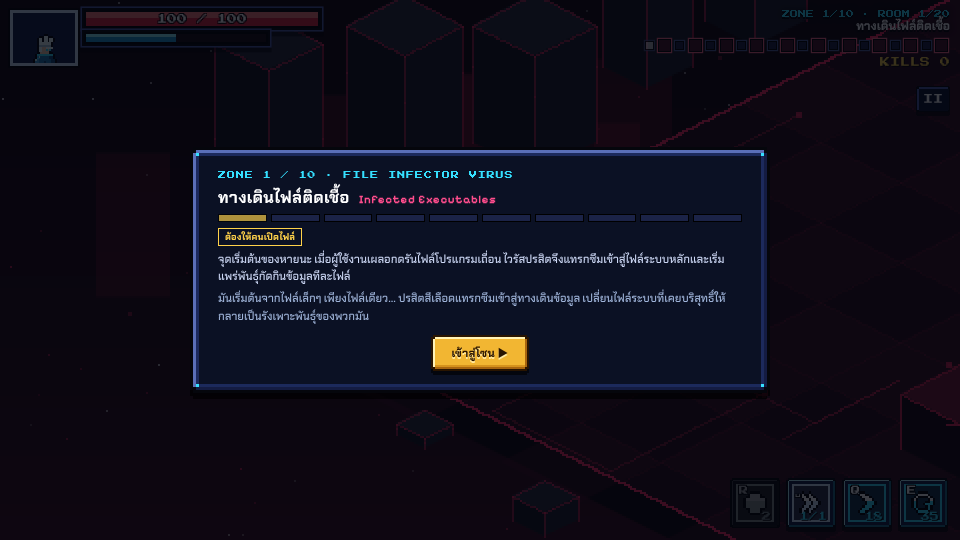 100 / 100
ZONE 1/10 · ROOM 1/20
ทางเดินไฟล์ติดเชื้อ
KILLS 0
II
ZONE 1 / 10 · FILE INFECTOR VIRUS
ทางเดินไฟล์ติดเชื้อ Infected Executables
ต้องให้คนเปิดไฟล์
จุดเริ่มต้นของหายนะ เมื่อผู้ใช้งานเผลอกดรันไฟล์โปรแกรมเถื่อน ไวรัสปรสิตจึงแทรกซึมเข้าสู่ไฟล์ระบบหลักและเริ่ม
แพร่พันธุ์กัดกินข้อมูลทีละไฟล์
มันเริ่มต้นจากไฟล์เล็กๆ เพียงไฟล์เดียว... ปรสิตสีเลือดแทรกซึมเข้าสู่ทางเดินข้อมูล เปลี่ยนไฟล์ระบบที่เคยบริสุทธิ์ให้
กลายเป็นรังเพาะพันธุ์ของพวกมัน
เข้าสู่โซน ▶
R 2
1/1
Q 18
E 35